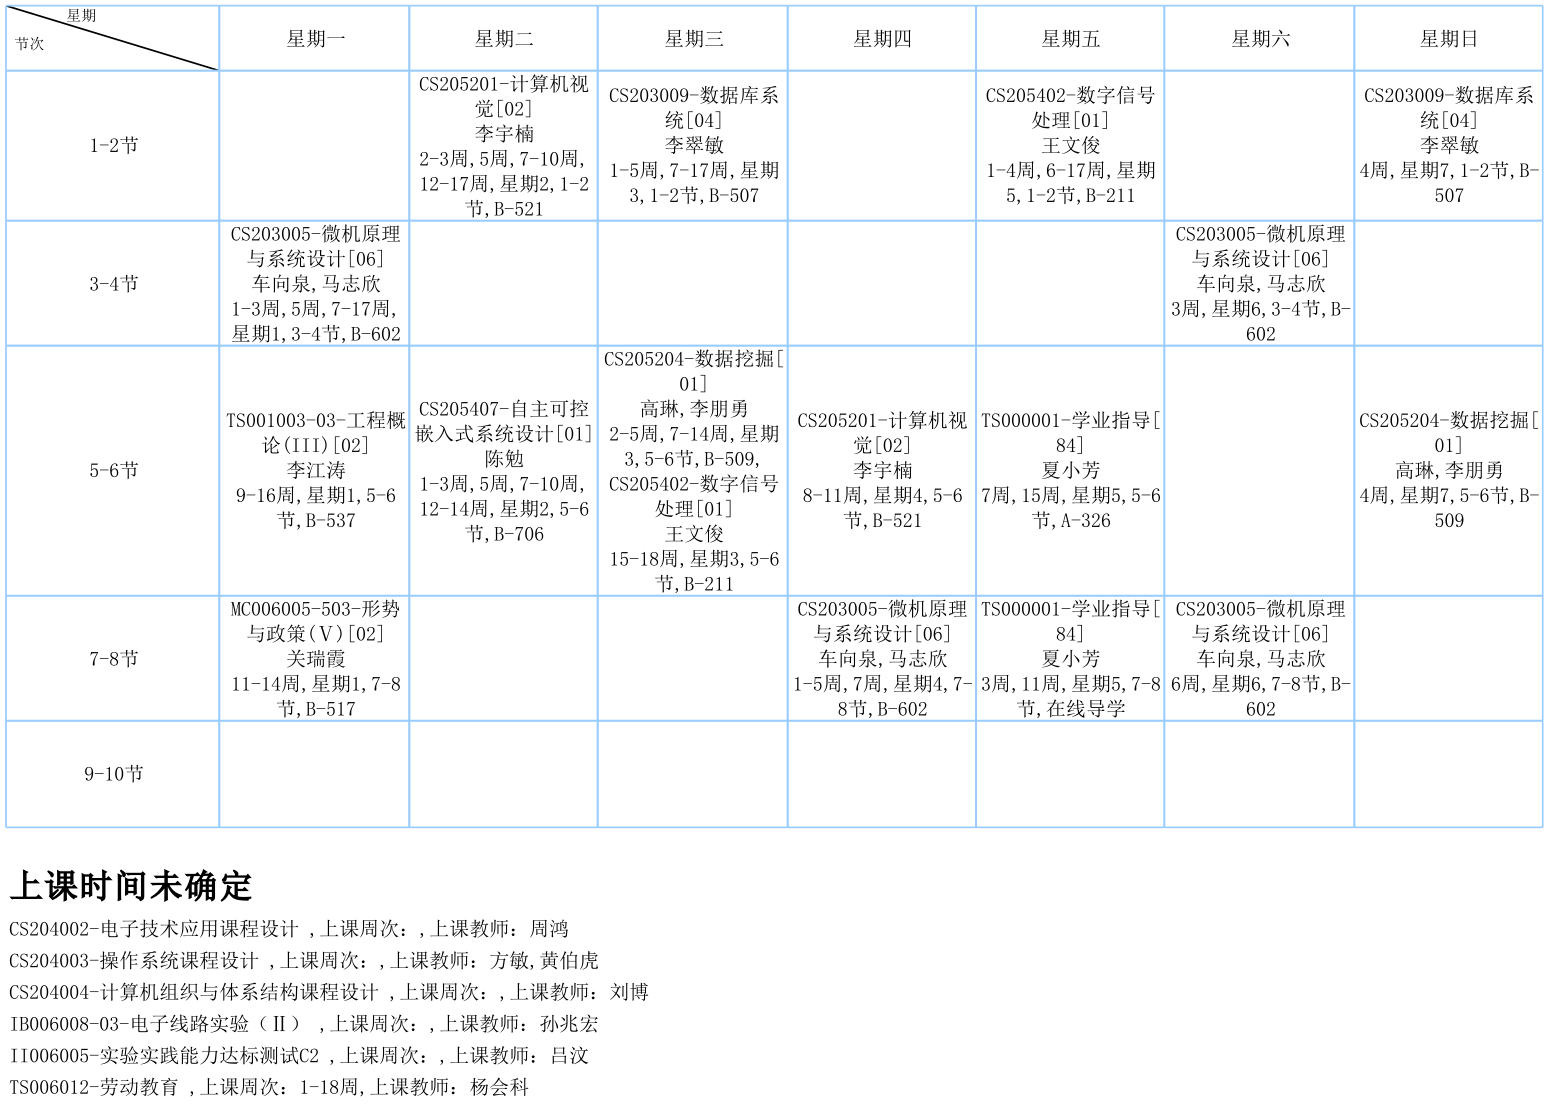 星期
节次
星期一
星期二
星期三
星期四
星期五
星期六
星期日
1-2节
CS205201-计算机视
觉[02]
李宇楠
2-3周,5周,7-10周,
12-17周,星期2,1-2
节,B-521
CS203009-数据库系
统[04]
李翠敏
1-5周,7-17周,星期
3,1-2节,B-507
CS205402-数字信号
处理[01]
王文俊
1-4周,6-17周,星期
5,1-2节,B-211
CS203009-数据库系
统[04]
李翠敏
4周,星期7,1-2节,B-
507
3-4节
CS203005-微机原理
与系统设计[06]
车向泉,马志欣
1-3周,5周,7-17周,
星期1,3-4节,B-602
CS203005-微机原理
与系统设计[06]
车向泉,马志欣
3周,星期6,3-4节,B-
602
5-6节
TS001003-03-工程概
论(III)[02]
李江涛
9-16周,星期1,5-6
节,B-537
CS205407-自主可控
嵌入式系统设计[01]
陈勉
1-3周,5周,7-10周,
12-14周,星期2,5-6
节,B-706
CS205204-数据挖掘[
01]
高琳,李朋勇
2-5周,7-14周,星期
3,5-6节,B-509,
CS205402-数字信号
处理[01]
王文俊
15-18周,星期3,5-6
节,B-211
CS205201-计算机视
觉[02]
李宇楠
8-11周,星期4,5-6
节,B-521
TS000001-学业指导[
84]
夏小芳
7周,15周,星期5,5-6
节,A-326
CS205204-数据挖掘[
01]
高琳,李朋勇
4周,星期7,5-6节,B-
509
7-8节
MC006005-503-形势
与政策(Ⅴ)[02]
关瑞霞
11-14周,星期1,7-8
节,B-517
CS203005-微机原理
与系统设计[06]
车向泉,马志欣
1-5周,7周,星期4,7-
8节,B-602
TS000001-学业指导[
84]
夏小芳
3周,11周,星期5,7-8
节,在线导学
CS203005-微机原理
与系统设计[06]
车向泉,马志欣
6周,星期6,7-8节,B-
602
9-10节
上课时间未确定
CS204002-电子技术应用课程设计 ,上课周次：,上课教师：周鸿
CS204003-操作系统课程设计 ,上课周次：,上课教师：方敏,黄伯虎
CS204004-计算机组织与体系结构课程设计 ,上课周次：,上课教师：刘博
IB006008-03-电子线路实验（Ⅱ） ,上课周次：,上课教师：孙兆宏
II006005-实验实践能力达标测试C2 ,上课周次：,上课教师：吕汶
TS006012-劳动教育 ,上课周次：1-18周,上课教师：杨会科